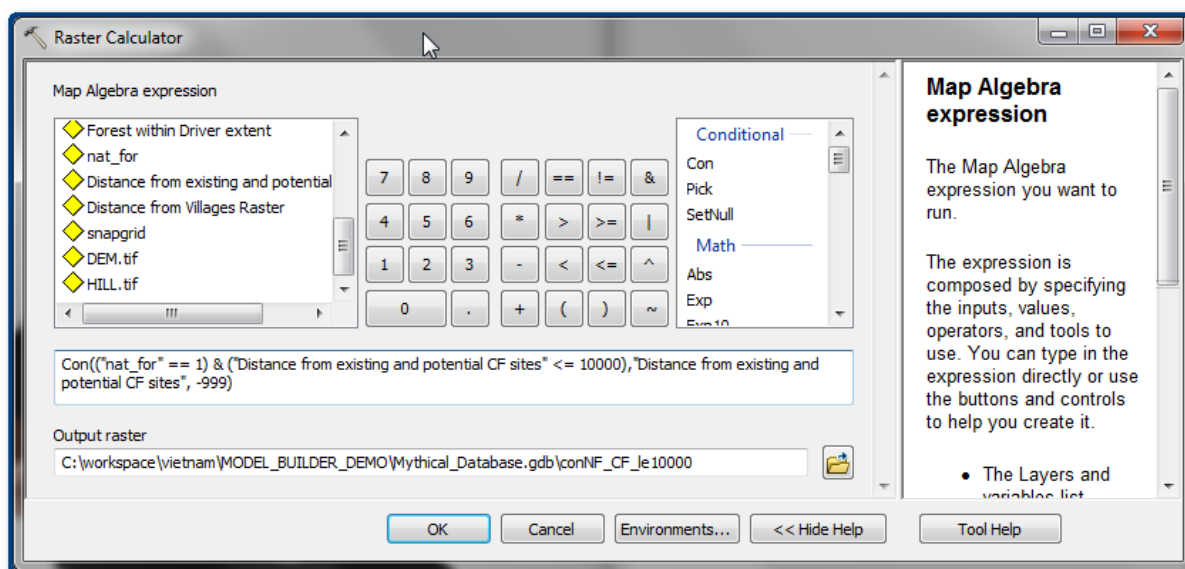 Raster Calculator
Map Algebra expression
Forest within Driver extent
nat_for
Distance from existing and potential
Distance from Villages Raster
snapgrid
DEM.tif
HILL.tif
7 8 9 / == != &
4 5 6 * > >= |
1 2 3 - < <= ^
0 . + ( ) ~
Conditional
Con
Pick
SetNull
Math
Abs
Exp
Exp10
Con(("nat_for" == 1) & ("Distance from existing and potential CF sites" <= 10000),"Distance from existing and
potential CF sites", -999)
Output raster
C:\workspace\vietnam\MODEL_BUILDER_DEMO\Mythical_Database.gdb\conNF_CF_le10000
OK
Cancel
Environments...
<< Hide Help
Tool Help
Map Algebra
expression
The Map Algebra
expression you want to
run.
The expression is
composed by specifying
the inputs, values,
operators, and tools to
use. You can type in the
expression directly or use
the buttons and controls
to help you create it.
• The Layers and
variables list